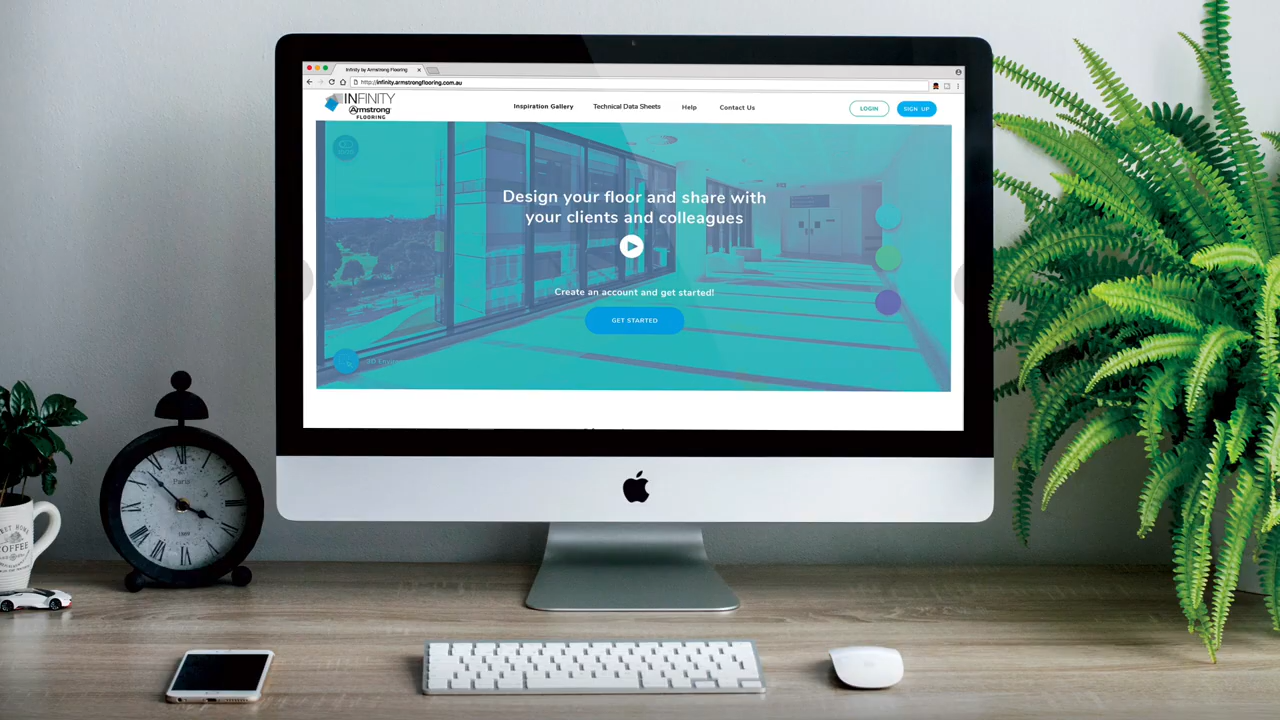 Infinity by Armstrong Flooring
http://infinity.armstrongflooring.com.au
INFINITY
Armstrong
FLOORING
Inspiration Gallery
Technical Data Sheets
Help
Contact Us
LOGIN
SIGN UP
Design your floor and share with
your clients and colleagues
Create an account and get started!
GET STARTED
Paris
COFFEE